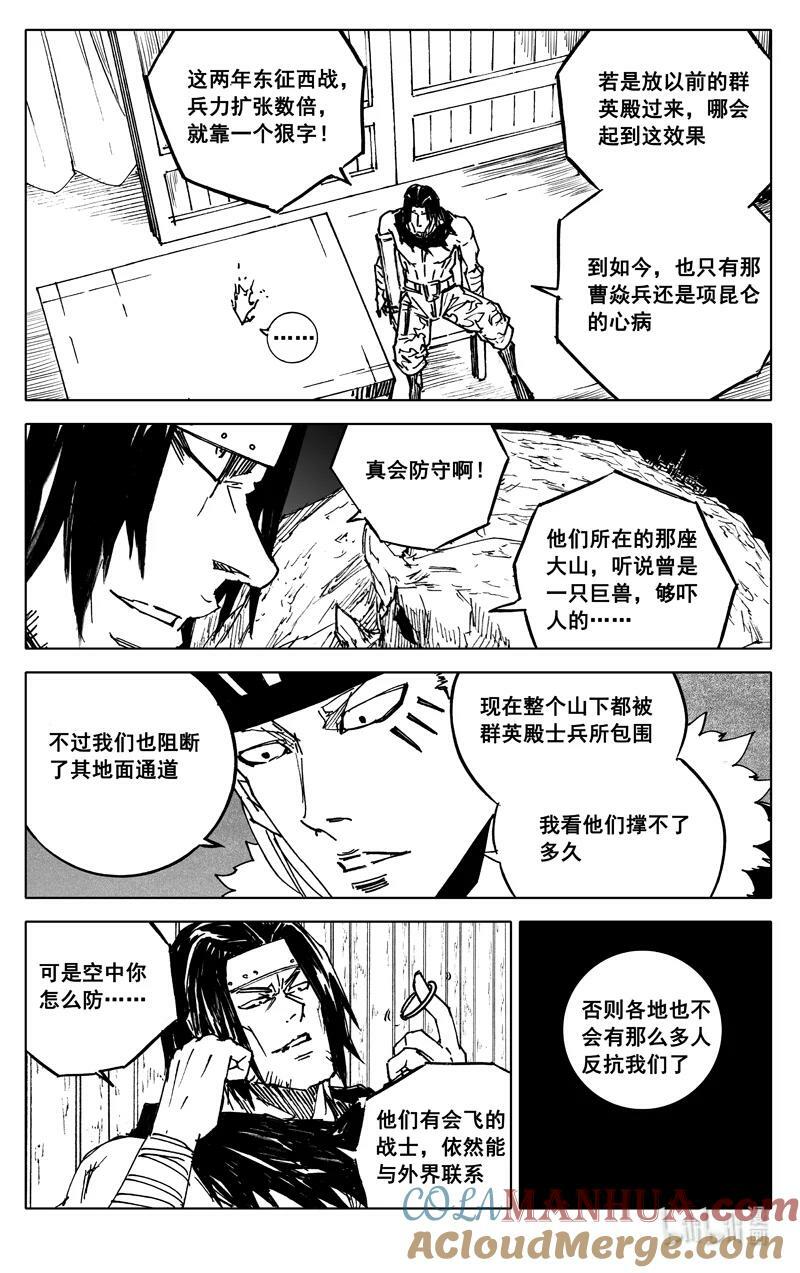 这两年东征西战，
兵力扩张数倍，
就靠一个狠字！
若是放以前的群
英殿过来，哪会
起到这效果
到如今，也只有那
曹焱兵还是项昆仑
的心病
……
真会防守啊！
他们所在的那座
大山，听说曾是
一只巨兽，够吓
人的……
不过我们也阻断
了其地面通道
现在整个山下都被
群英殿士兵所包围
我看他们撑不了
多久
可是空中你
怎么防……
他们有会飞的
战士，依然能
与外界联系
否则各地也不
会有那么多人
反抗我们了
COLAMANHUA.com
ACloudMerge.com